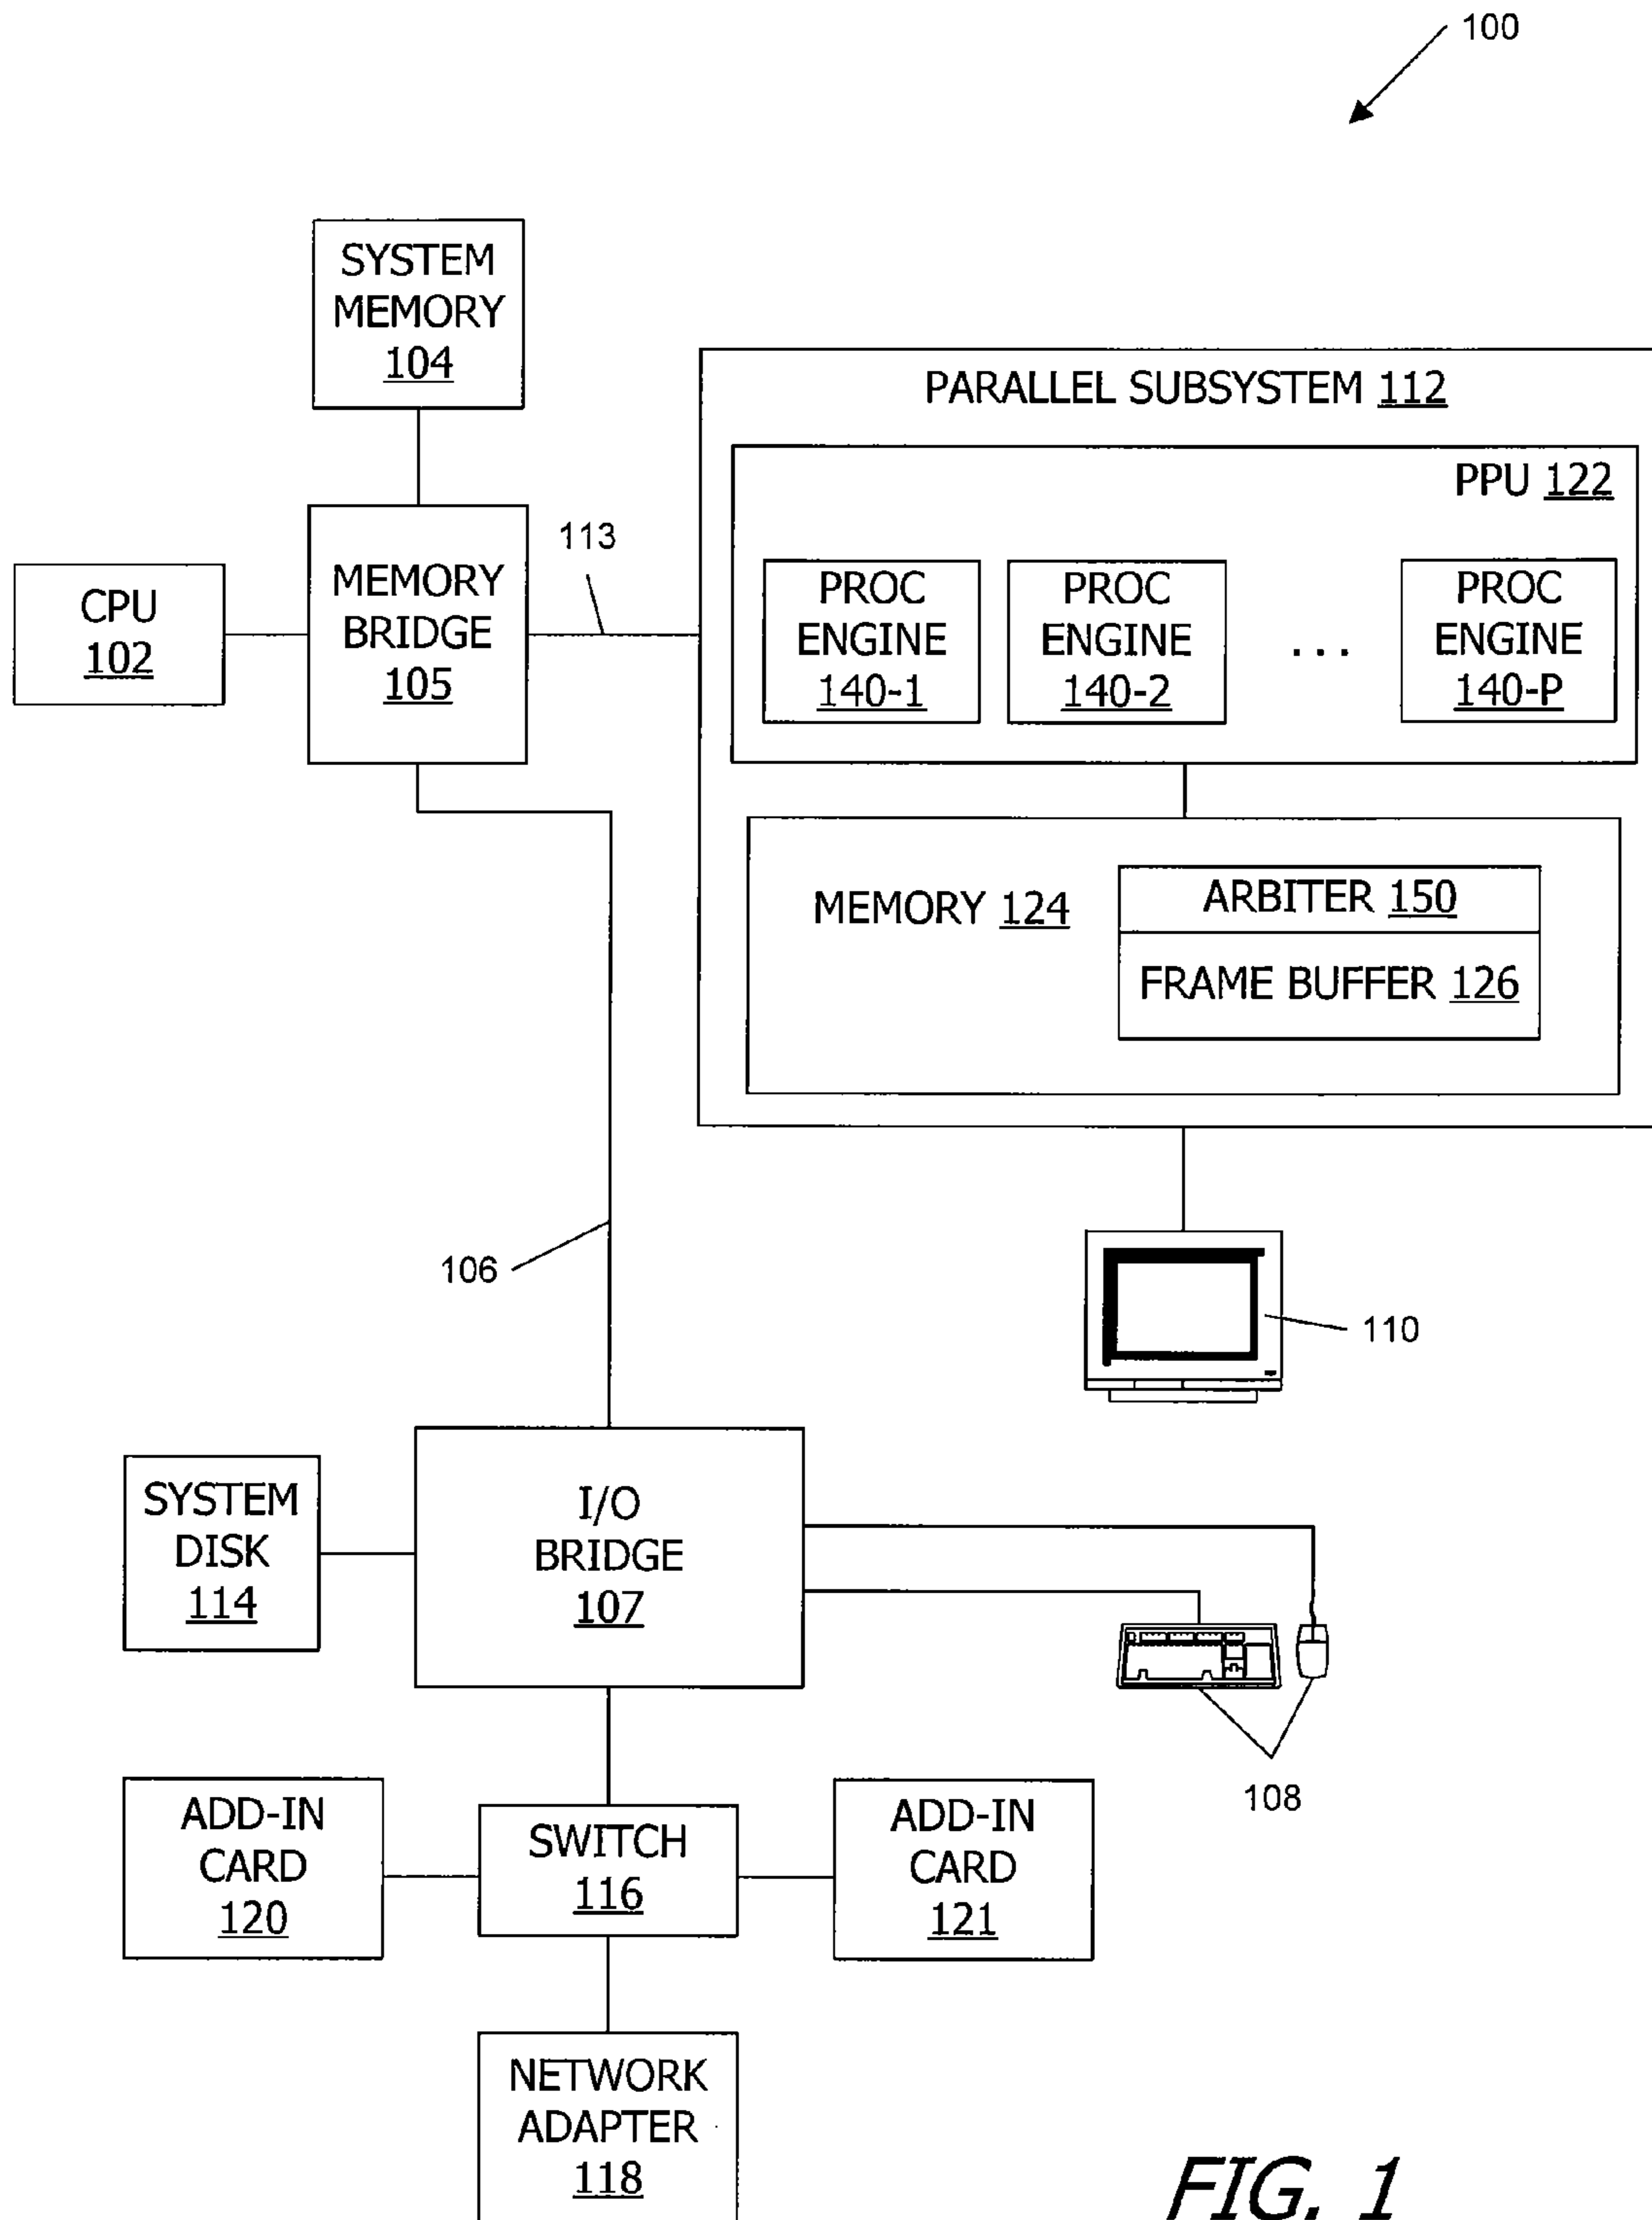 100
SYSTEM
MEMORY
104
PARALLEL SUBSYSTEM 112
PPU 122
113
CPU
102
MEMORY
BRIDGE
105
PROC
ENGINE
140-1
PROC
ENGINE
140-2
...
PROC
ENGINE
140-P
MEMORY 124
ARBITER 150
FRAME BUFFER 126
106
110
SYSTEM
DISK
114
I/O
BRIDGE
107
108
ADD-IN
CARD
120
SWITCH
116
ADD-IN
CARD
121
NETWORK
ADAPTER
118
FIG. 1